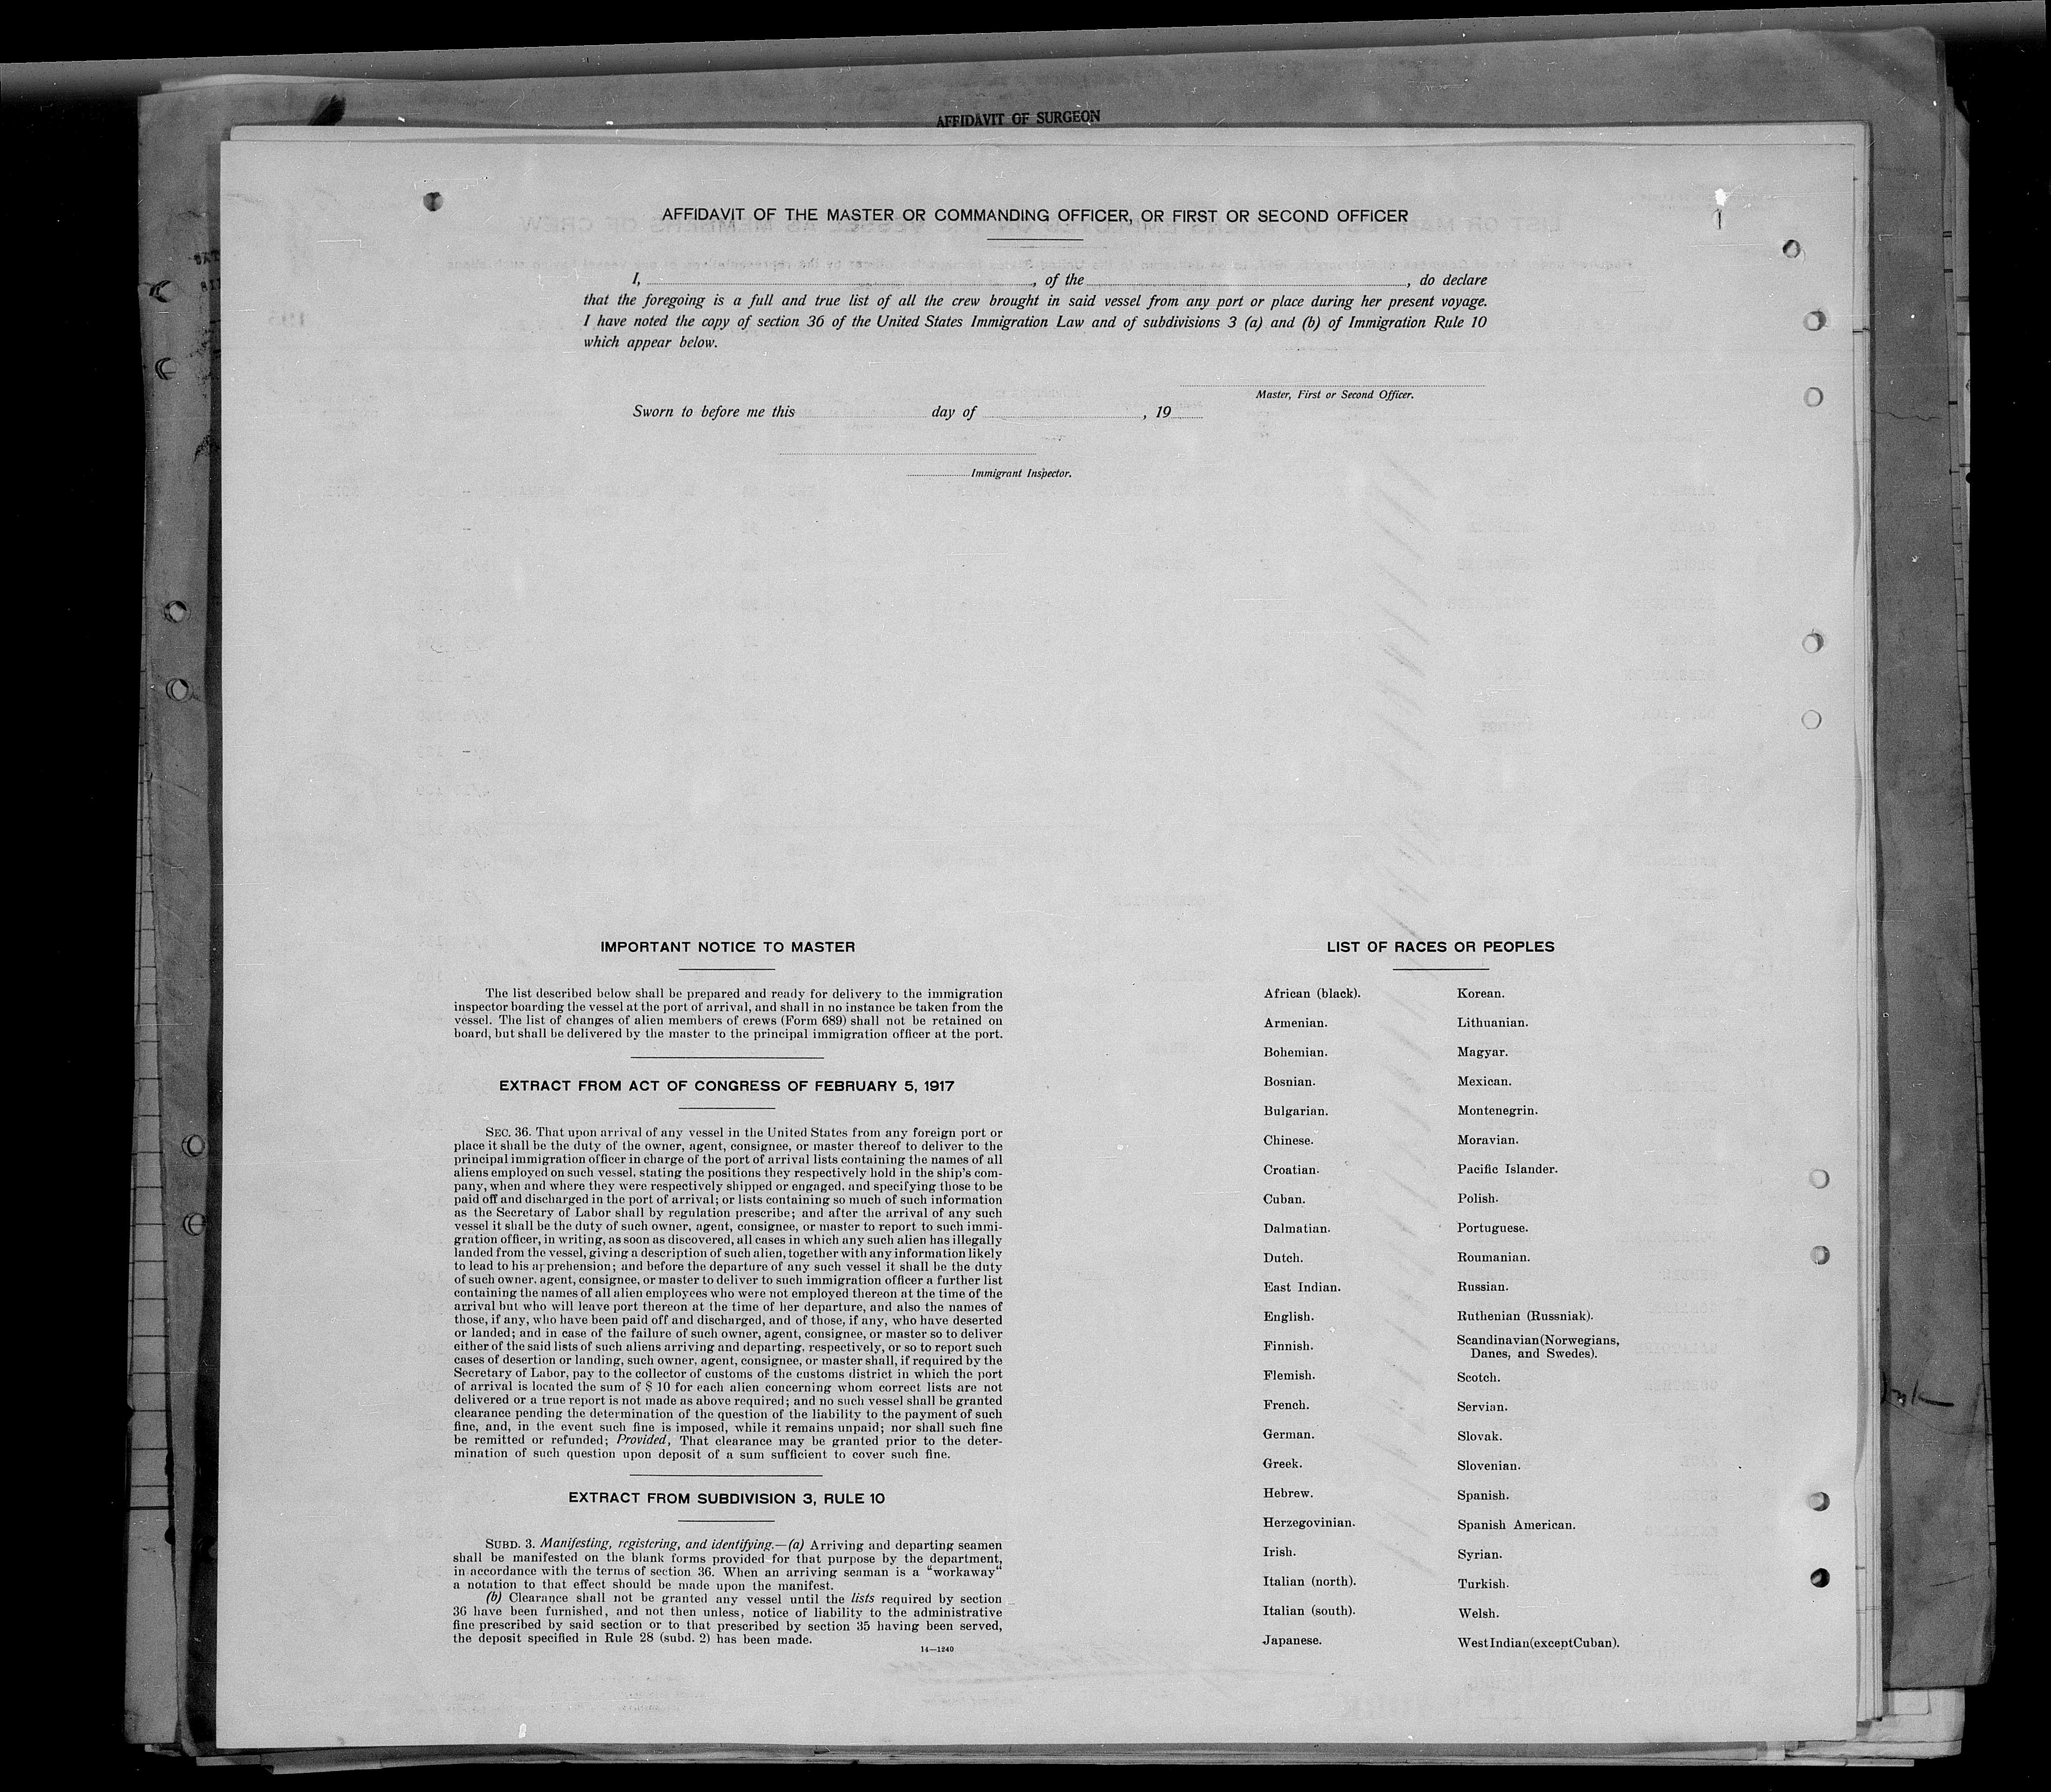 AFFIDAVIT OF SURGEON
AFFIDAVIT OF THE MASTER OR COMMANDING OFFICER, OR FIRST OR SECOND OFFICER
I, , of the , do declare
that the foregoing is a full and true list of all the crew brought in said vessel from any port or place during her present voyage.
I have noted the copy of section 36 of the United States Immigration Law and of subdivisions 3 (a) and (b) of Immigration Rule 10
which appear below.
Master, First or Second Officer.
Sworn to before me this day of , 19
Immigrant Inspector.
IMPORTANT NOTICE TO MASTER
The list described below shall be prepared and ready for delivery to the immigration
inspector boarding the vessel at the port of arrival, and shall in no instance be taken from the
vessel. The list of changes of alien members of crews (Form 689) shall not be retained on
board, but shall be delivered by the master to the principal immigration officer at the port.
EXTRACT FROM ACT OF CONGRESS OF FEBRUARY 5, 1917
SEC. 36. That upon arrival of any vessel in the United States from any foreign port or
place it shall be the duty of the owner, agent, consignee, or master thereof to deliver to the
principal immigration officer in charge of the port of arrival lists containing the names of all
aliens employed on such vessel, stating the positions they respectively hold in the ship's com-
pany, when and where they were respectively shipped or engaged, and specifying those to be
paid off and discharged in the port of arrival; or lists containing so much of such information
as the Secretary of Labor shall by regulation prescribe; and after the arrival of any such
vessel it shall be the duty of such owner, agent, consignee, or master to report to such immi-
gration officer, in writing, as soon as discovered, all cases in which any such alien has illegally
landed from the vessel, giving a description of such alien, together with any information likely
to lead to his apprehension; and before the departure of any such vessel it shall be the duty
of such owner, agent, consignee, or master to deliver to such immigration officer a further list
containing the names of all alien employees who were not employed thereon at the time of the
arrival but who will leave port thereon at the time of her departure, and also the names of
those, if any, who have been paid off and discharged, and of those, if any, who have deserted
or landed; and in case of the failure of such owner, agent, consignee, or master so to deliver
either of the said lists of such aliens arriving and departing, respectively, or so to report such
cases of desertion or landing, such owner, agent, consignee, or master shall, if required by the
Secretary of Labor, pay to the collector of customs of the customs district in which the port
of arrival is located the sum of $ 10 for each alien concerning whom correct lists are not
delivered or a true report is not made as above required; and no such vessel shall be granted
clearance pending the determination of the question of the liability to the payment of such
fine, and, in the event such fine is imposed, while it remains unpaid; nor shall such fine
be remitted or refunded; Provided, That clearance may be granted prior to the deter-
mination of such question upon deposit of a sum sufficient to cover such fine.
EXTRACT FROM SUBDIVISION 3, RULE 10
SUBD. 3. Manifesting, registering, and identifying.—(a) Arriving and departing seamen
shall be manifested on the blank forms provided for that purpose by the department,
in accordance with the terms of section 36. When an arriving seaman is a “workaway“
a notation to that effect should be made upon the manifest.
(b) Clearance shall not be granted any vessel until the lists required by section
36 have been furnished, and not then unless, notice of liability to the administrative
fine prescribed by said section or to that prescribed by section 35 having been served,
the deposit specified in Rule 28 (subd. 2) has been made.
14—1240
LIST OF RACES OR PEOPLES
African (black).
Armenian.
Bohemian.
Bosnian.
Bulgarian.
Chinese.
Croatian.
Cuban.
Dalmatian.
Dutch.
East Indian.
English.
Finnish.
Flemish.
French.
German.
Greek.
Hebrew.
Herzegovinian.
Irish.
Italian (north).
Italian (south).
Japanese.
Korean.
Lithuanian.
Magyar.
Mexican.
Montenegrin.
Moravian.
Pacific Islander.
Polish.
Portuguese.
Roumanian.
Russian.
Ruthenian (Russniak).
Scandinavian(Norwegians,
Danes, and Swedes).
Scotch.
Servian.
Slovak.
Slovenian.
Spanish.
Spanish American.
Syrian.
Turkish.
Welsh.
West Indian(except Cuban).